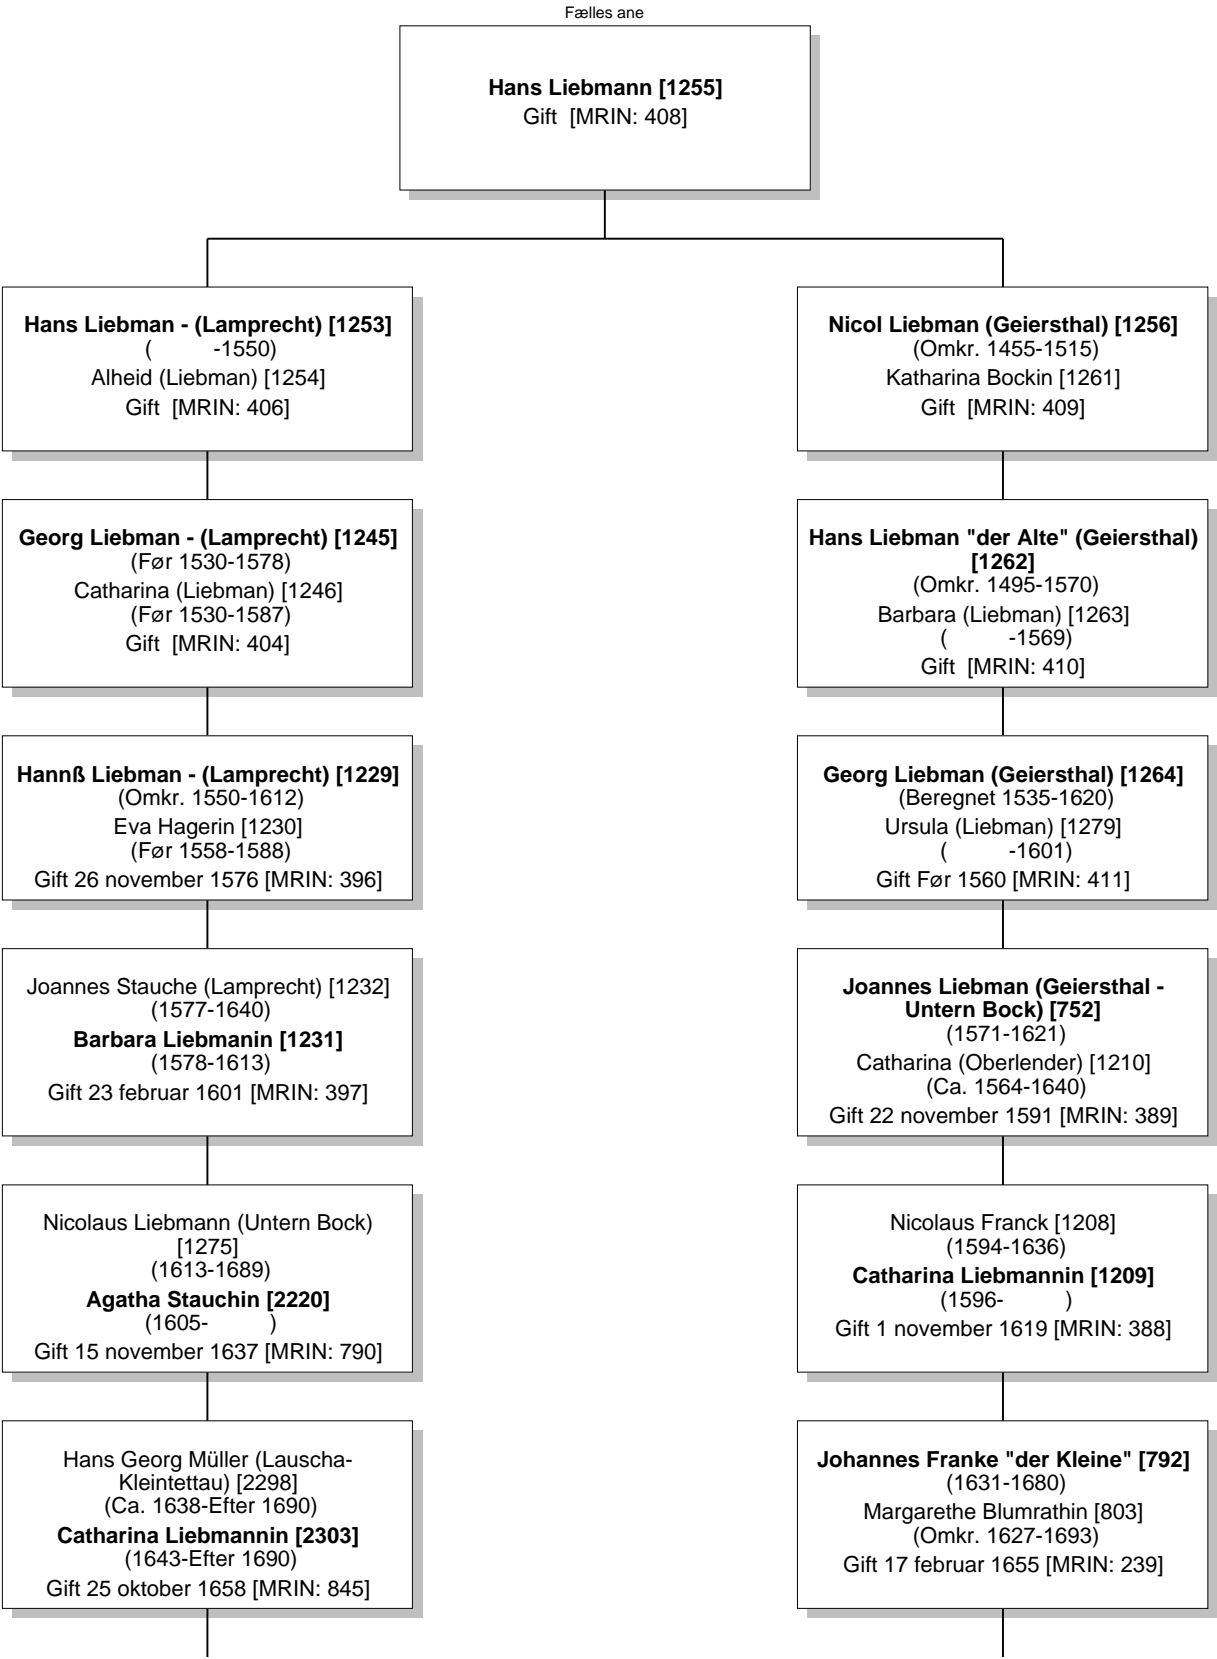 Fælles ane
Hans Liebmann [1255]
Gift [MRIN: 408]
Hans Liebman - (Lamprecht) [1253]
( -1550)
Alheid (Liebman) [1254]
Gift [MRIN: 406]
Nicol Liebman (Geiersthal) [1256]
(Omkr. 1455-1515)
Katharina Bockin [1261]
Gift [MRIN: 409]
Georg Liebman - (Lamprecht) [1245]
(Før 1530-1578)
Catharina (Liebman) [1246]
(Før 1530-1587)
Gift [MRIN: 404]
Hans Liebman "der Alte" (Geiersthal)
[1262]
(Omkr. 1495-1570)
Barbara (Liebman) [1263]
( -1569)
Gift [MRIN: 410]
Hannß Liebman - (Lamprecht) [1229]
(Omkr. 1550-1612)
Eva Hagerin [1230]
(Før 1558-1588)
Gift 26 november 1576 [MRIN: 396]
Georg Liebman (Geiersthal) [1264]
(Beregnet 1535-1620)
Ursula (Liebman) [1279]
( -1601)
Gift Før 1560 [MRIN: 411]
Joannes Stauche (Lamprecht) [1232]
(1577-1640)
Barbara Liebmanin [1231]
(1578-1613)
Gift 23 februar 1601 [MRIN: 397]
Joannes Liebman (Geiersthal -
Untern Bock) [752]
(1571-1621)
Catharina (Oberlender) [1210]
(Ca. 1564-1640)
Gift 22 november 1591 [MRIN: 389]
Nicolaus Liebmann (Untern Bock)
[1275]
(1613-1689)
Agatha Stauchin [2220]
(1605- )
Gift 15 november 1637 [MRIN: 790]
Nicolaus Franck [1208]
(1594-1636)
Catharina Liebmannin [1209]
(1596- )
Gift 1 november 1619 [MRIN: 388]
Hans Georg Müller (Lauscha-
Kleintettau) [2298]
(Ca. 1638-Efter 1690)
Catharina Liebmannin [2303]
(1643-Efter 1690)
Gift 25 oktober 1658 [MRIN: 845]
Johannes Franke "der Kleine" [792]
(1631-1680)
Margarethe Blumrathin [803]
(Omkr. 1627-1693)
Gift 17 februar 1655 [MRIN: 239]